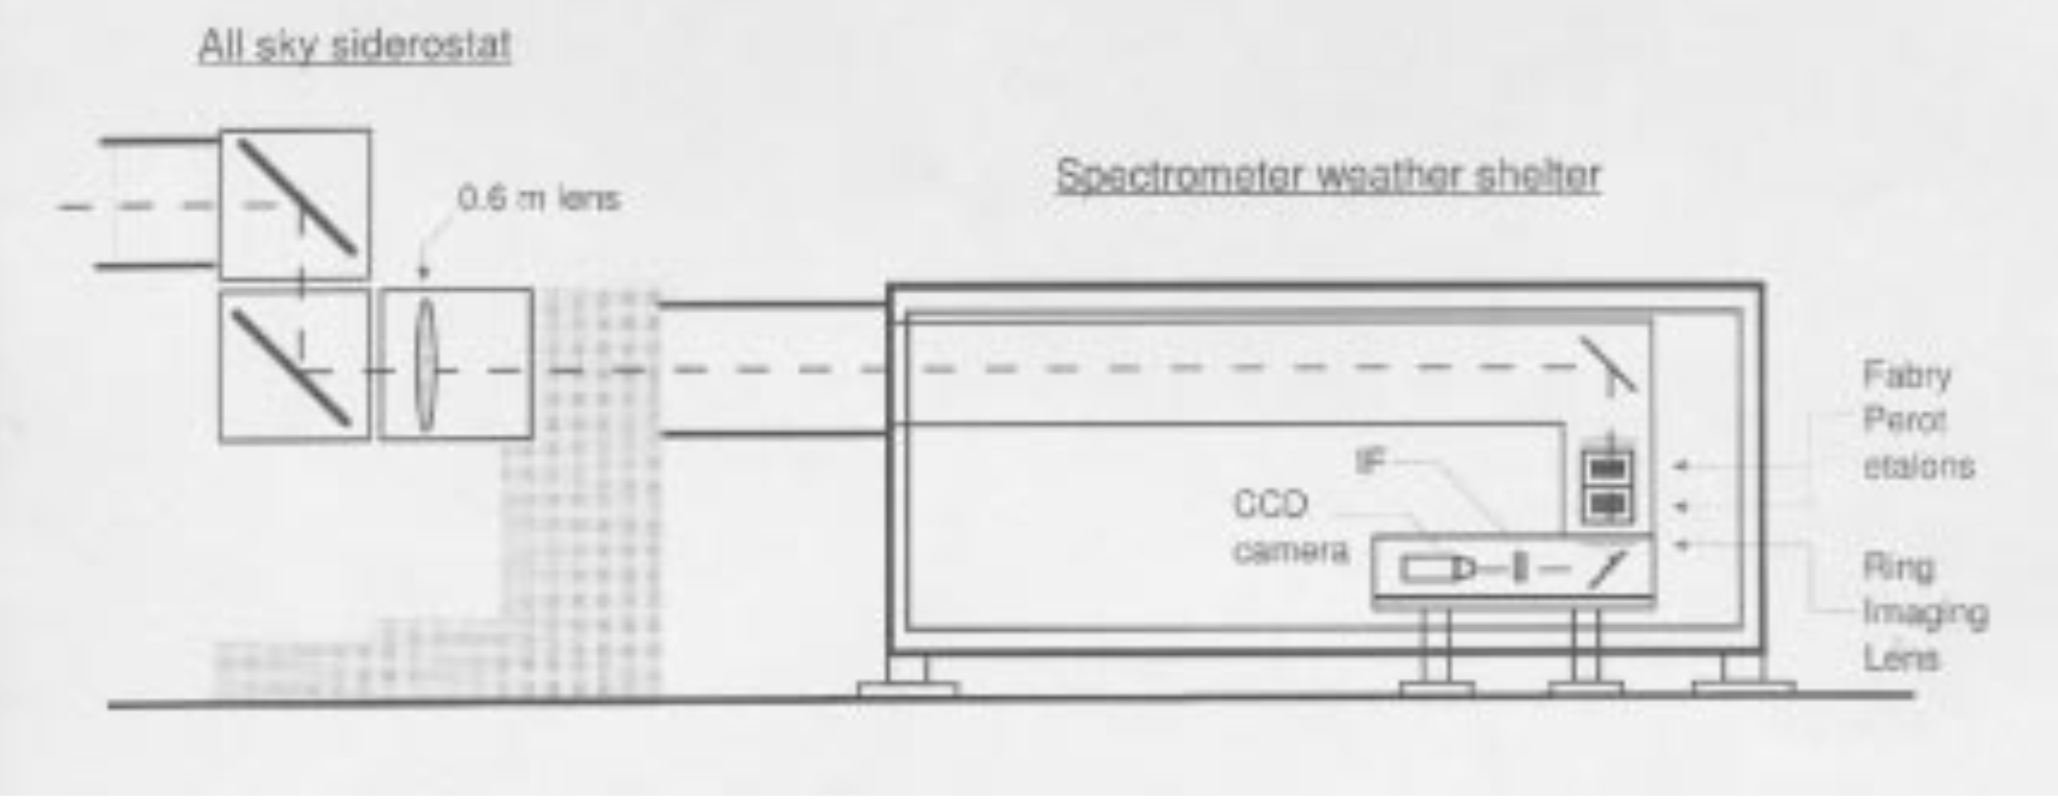 All sky siderostat
0.6 m lens
Spectrometer weather shelter
IF
CCD
camera
Fabry
Perot
etalons
Ring
Imaging
Lens